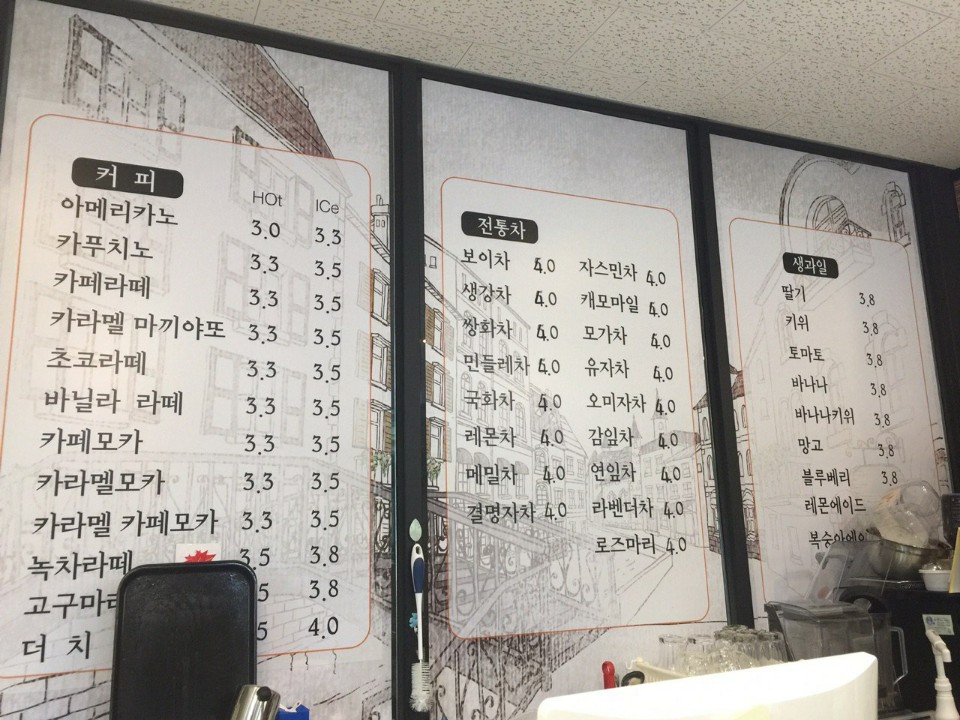 커 피
HOt ICe
아메리카노 3.0 3.3
카푸치노 3.3 3.5
카페라떼 3.3 3.5
카라멜 마끼야또 3.3 3.5
초코라떼 3.3 3.5
바닐라 라떼 3.3 3.5
카페모카 3.3 3.5
카라멜모카 3.3 3.5
카라멜 카페모카 3.3 3.5
녹차라떼 3.5 3.8
고구마 3.8
더 치 4.0
전통차
보이차 4.0 자스민차 4.0
생강차 4.0 캐모마일 4.0
쌍화차 4.0 모가차 4.0
민들레차 4.0 유자차 4.0
국화차 4.0 오미자차 4.0
레몬차 4.0 감잎차 4.0
메밀차 4.0 연잎차 4.0
결명자차 4.0 라벤더차 4.0
로즈마리 4.0
생과일
딸기 3.8
키위 3.8
토마토 3.8
바나나 3.8
바나나키위 3.8
망고 3.8
블루베리 3.8
레몬에이드